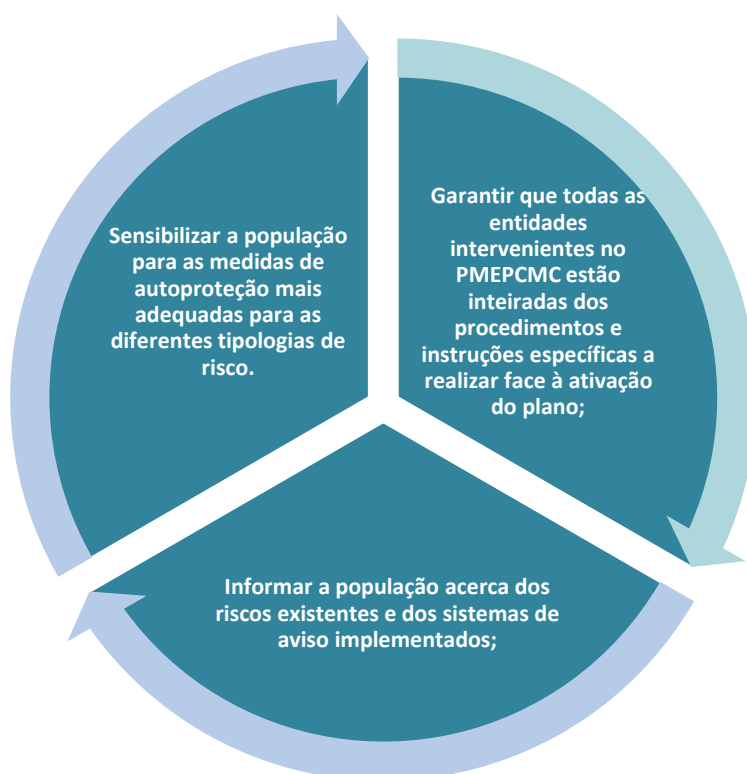 Garantir que todas as
entidades
intervenientes no
PMEPCMC estão
inteiradas dos
procedimentos e
instruções específicas a
realizar face à ativação
do plano;
Informar a população acerca dos
riscos existentes e dos sistemas de
aviso implementados;
Sensibilizar a população
para as medidas de
autoproteção mais
adequadas para as
diferentes tipologias de
risco.